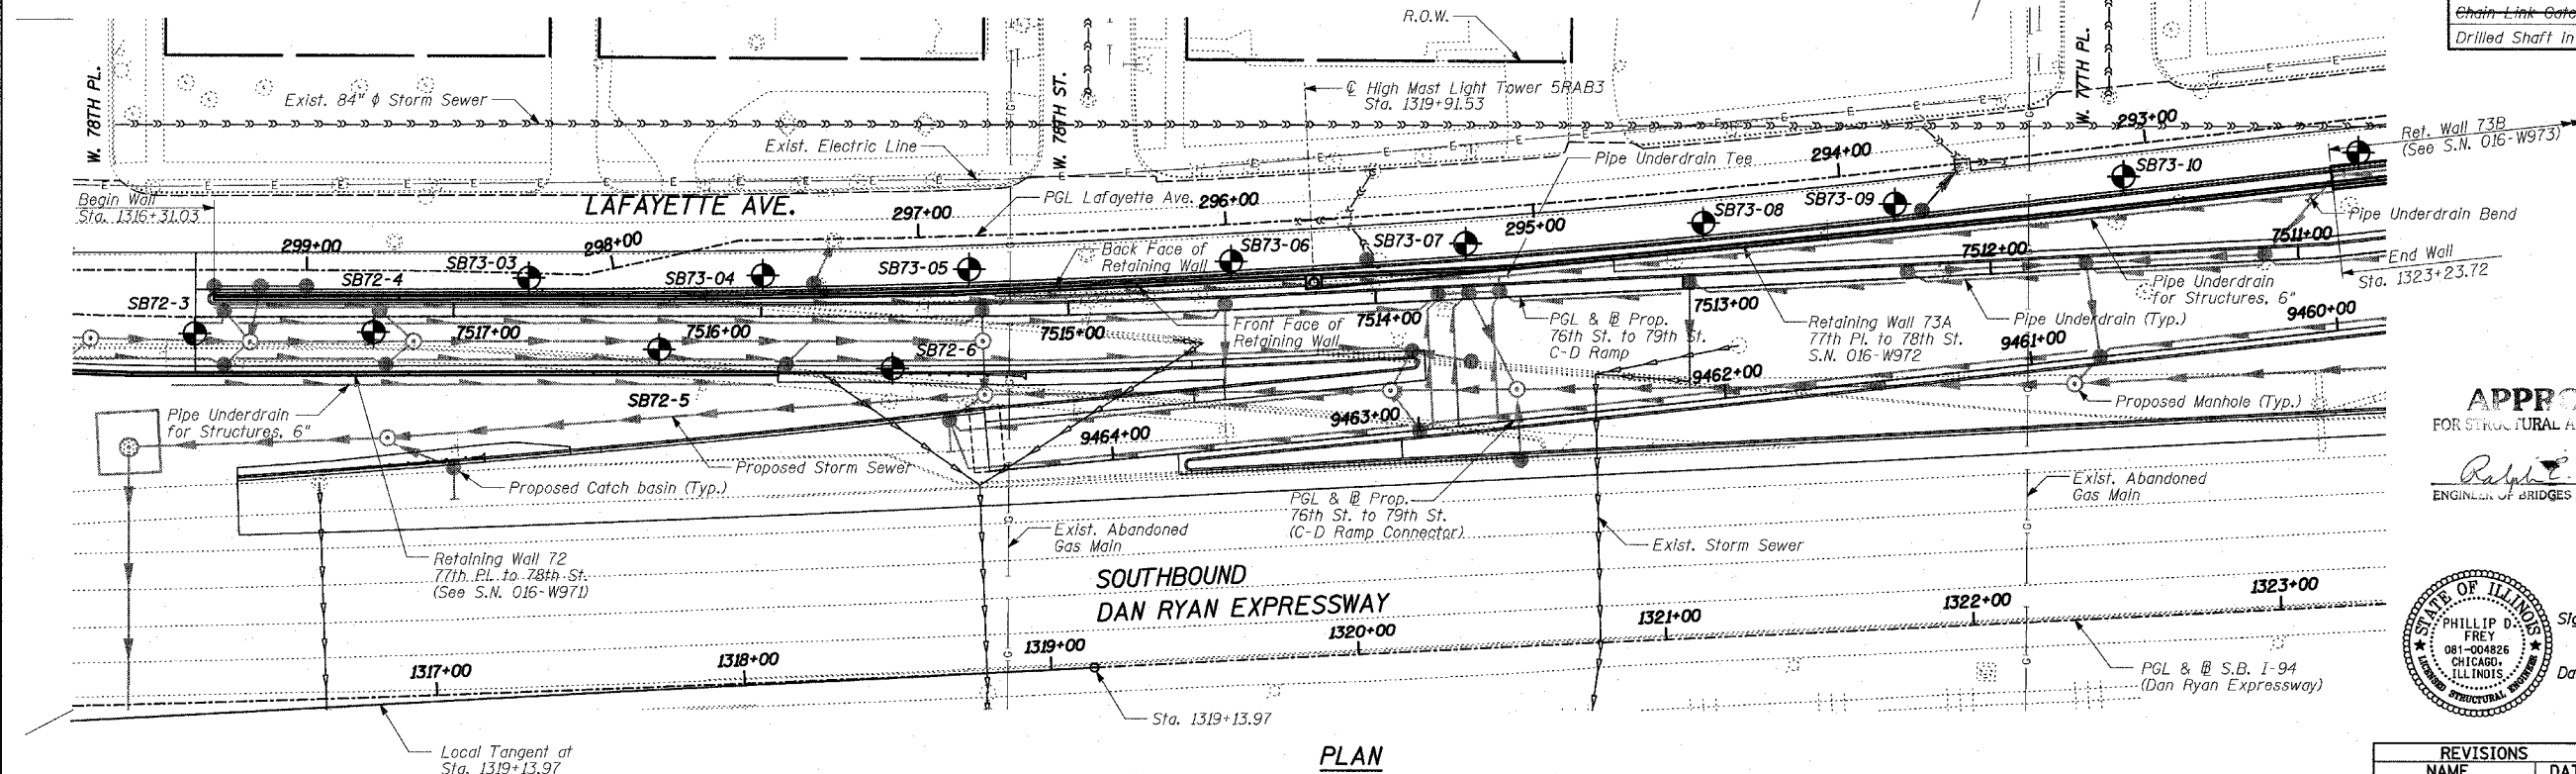 R.O.W.
Chain Link Gate
Drilled Shaft In
W. 78TH PL.
W. 78TH ST.
W. 77TH PL.
Exist. 84" ϕ Storm Sewer
℄ High Mast Light Tower 5RAB3
Sta. 1319+91.53
Exist. Electric Line
Pipe Underdrain Tee
294+00
293+00
Ret. Wall 73B
(See S.N. 016-W973)
Begin Wall
Sta. 1316+31.03
LAFAYETTE AVE.
297+00
PGL Lafayette Ave.
296+00
295+00
SB73-08
SB73-09
SB73-10
Pipe Underdrain Bend
299+00
298+00
SB72-3
SB72-4
SB73-03
SB73-04
SB73-05
Back Face of
Retaining Wall
SB73-06
SB73-07
7512+00
7511+00
End Wall
Sta. 1323+23.72
7517+00
7516+00
7515+00
Front Face of
Retaining Wall
7514+00
PGL & ℔ Prop.
76th St. to 79th St.
C-D Ramp
7513+00
Retaining Wall 73A
77th Pl. to 78th St.
S.N. 016-W972
Pipe Underdrain (Typ.)
Pipe Underdrain
for Structures, 6"
9460+00
9461+00
9462+00
SB72-6
SB72-5
Pipe Underdrain
for Structures, 6"
9463+00
9464+00
Proposed Manhole (Typ.)
Proposed Storm Sewer
Proposed Catch basin (Typ.)
PGL & ℔ Prop.
76th St. to 79th St.
(C-D Ramp Connector)
Exist. Abandoned
Gas Main
Exist. Abandoned
Gas Main
Exist. Storm Sewer
Retaining Wall 72
77th Pl. to 78th St.
(See S.N. 016-W971)
SOUTHBOUND
DAN RYAN EXPRESSWAY
1317+00
1318+00
1319+00
1320+00
1321+00
1322+00
1323+00
PGL & ℔ S.B. I-94
(Dan Ryan Expressway)
Sta. 1319+13.97
Local Tangent at
Sta. 1319+13.97
PLAN
APPRO
FOR STRUCTURAL A
Ralph E.
ENGINEER OF BRIDGES
STATE OF ILLINOIS
PHILLIP D.
FREY
081-004826
CHICAGO,
ILLINOIS
LICENSED STRUCTURAL ENGINEER
Sig
Da
REVISIONS
NAME
DAT